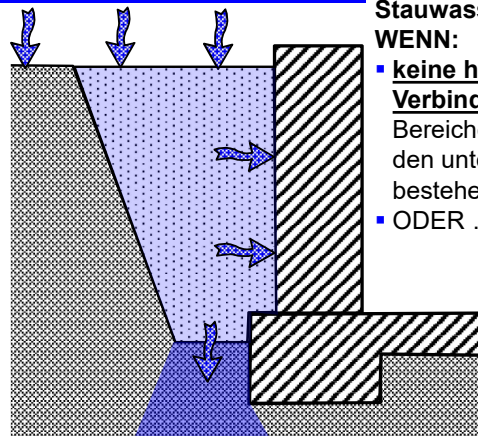 Stauwass
WENN:
▪ keine h
Verbind
Bereiche
den unte
bestehe
▪ ODER .